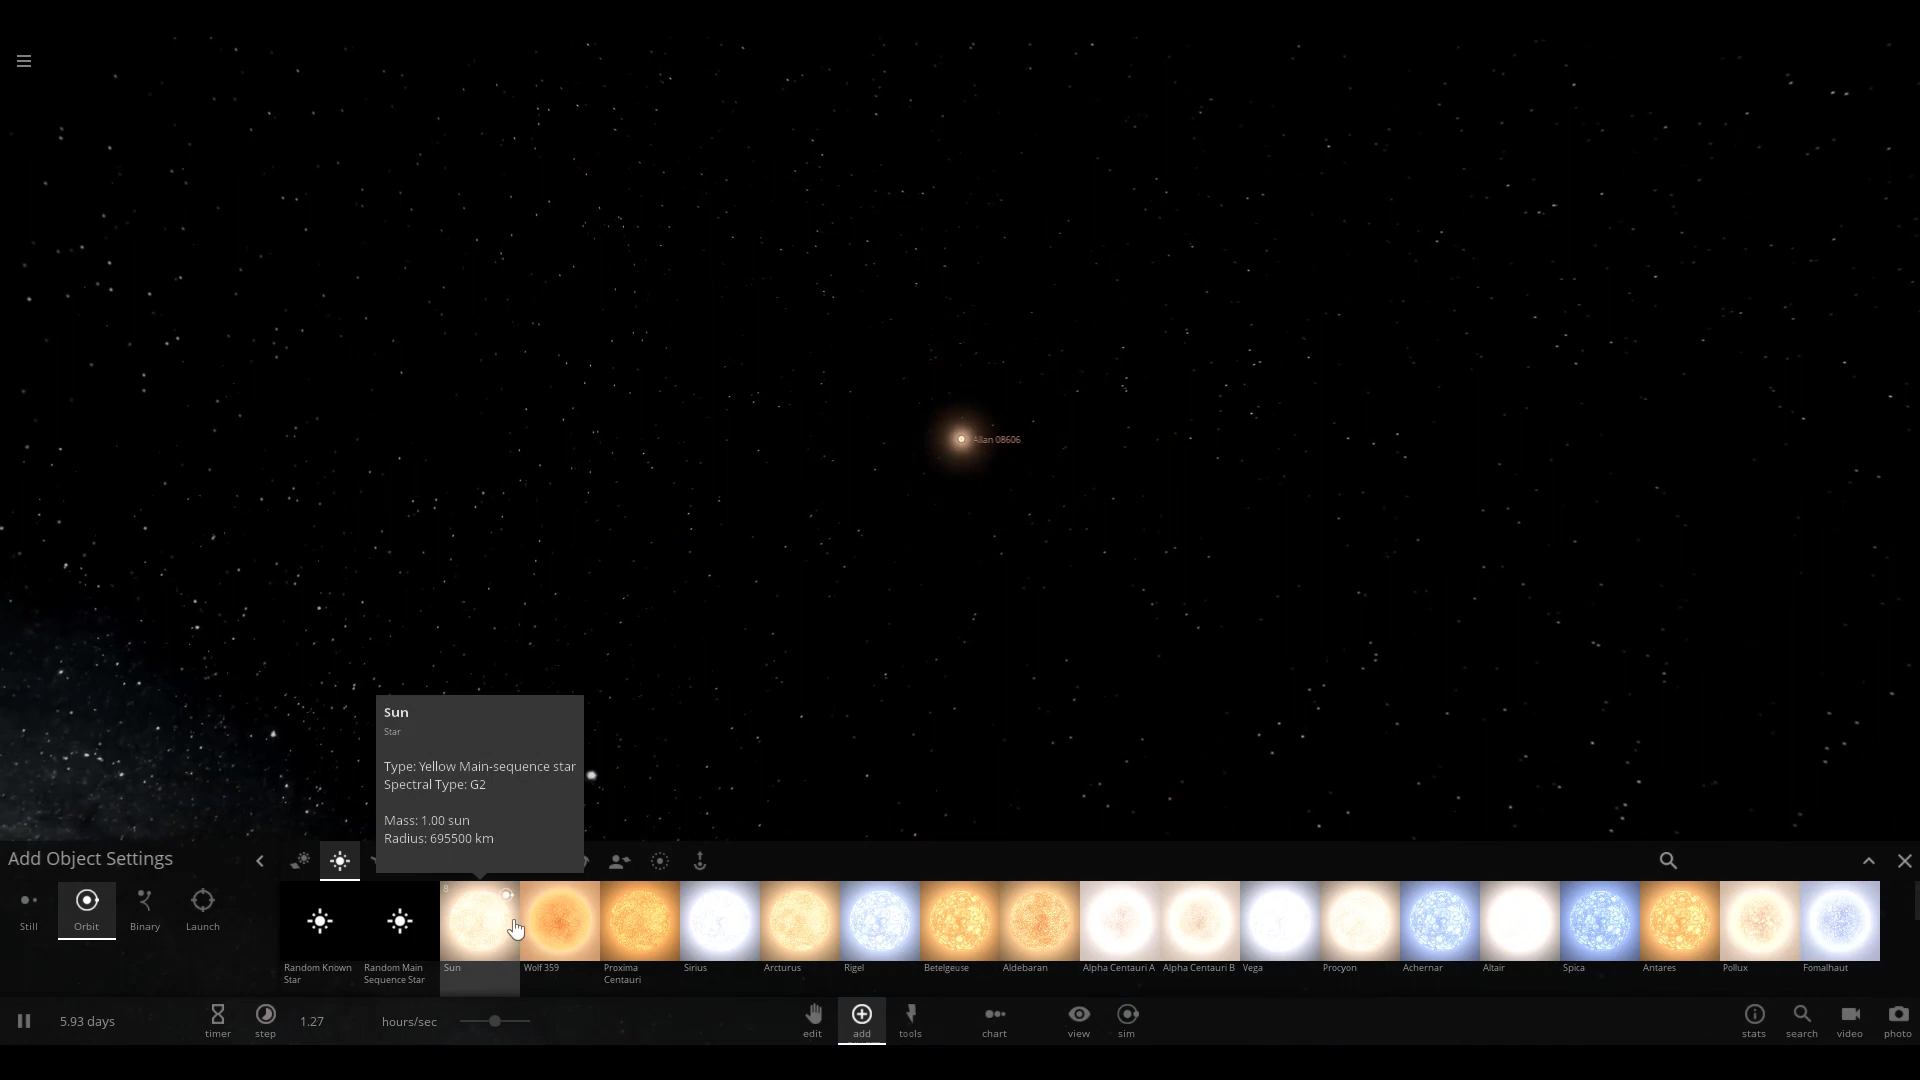 Allan 08606
Sun
Star
Type: Yellow Main-sequence star
Spectral Type: G2
Mass: 1.00 sun
Radius: 695500 km
Add Object Settings
Still
Orbit
Binary
Launch
8
Random Known
Star
Random Main
Sequence Star
Sun
Wolf 359
Proxima
Centauri
Sirius
Arcturus
Rigel
Betelgeuse
Aldebaran
Alpha Centauri A
Alpha Centauri B
Vega
Procyon
Achernar
Altair
Spica
Antares
Pollux
Fomalhaut
5.93 days
timer
step
1.27
hours/sec
edit
add
tools
chart
view
sim
stats
search
video
photo